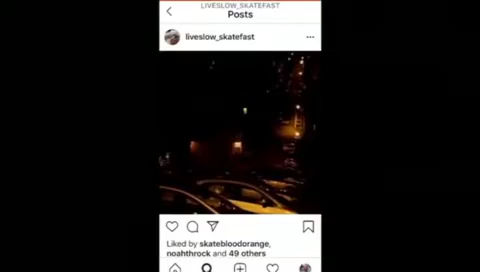 LIVESLOW_SKATEFAST
Posts
liveslow_skatefast
Liked by skatebloodorange,
noahthrock and 49 others